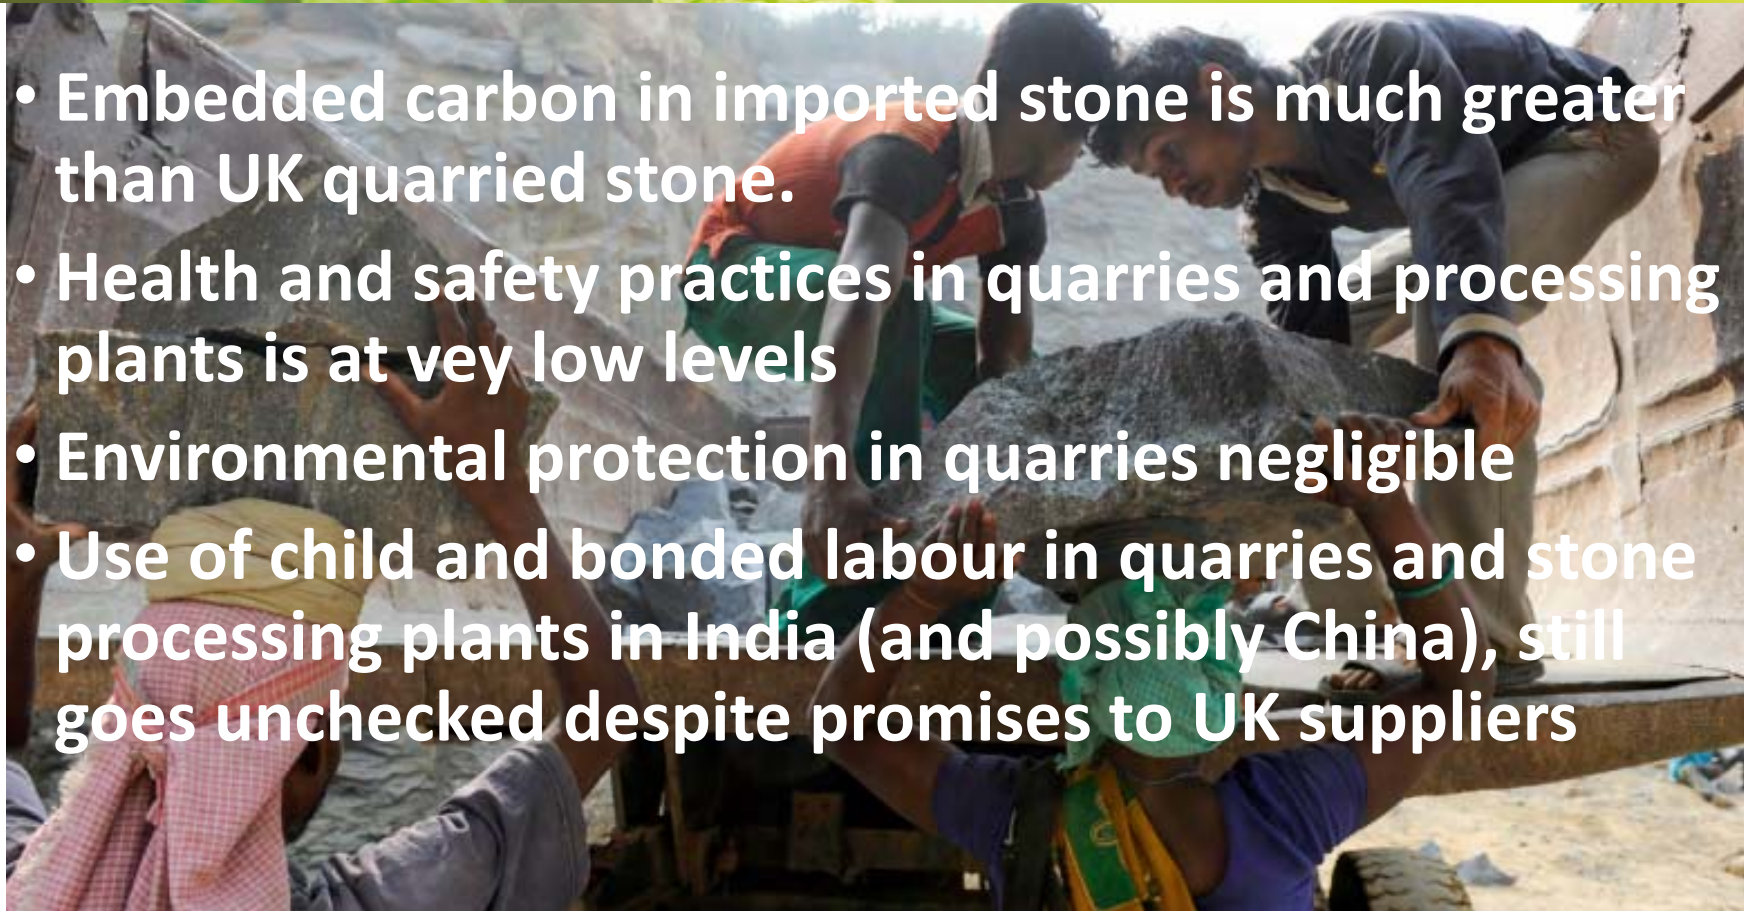 • Embedded carbon in imported stone is much greater
than UK quarried stone.
• Health and safety practices in quarries and processing
plants is at vey low levels
• Environmental protection in quarries negligible
• Use of child and bonded labour in quarries and stone
processing plants in India (and possibly China), still
goes unchecked despite promises to UK suppliers